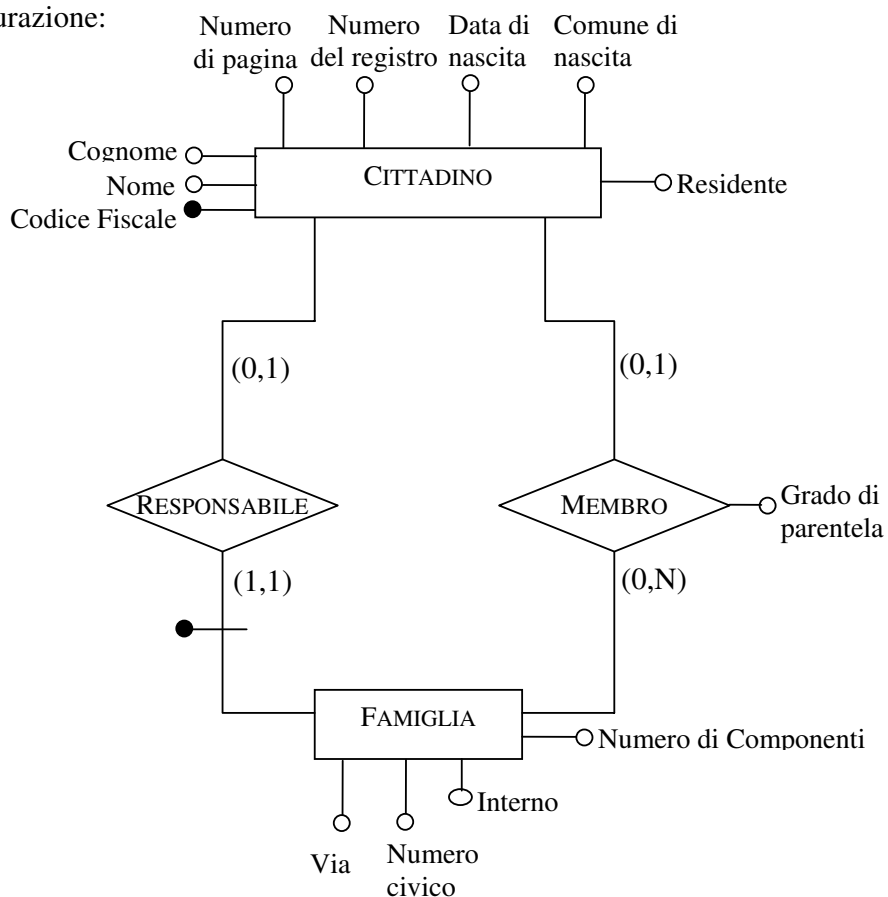 urazione:
Numero
di pagina
Numero
del registro
Data di
nascita
Comune di
nascita
Cognome
Nome
Codice Fiscale
CITTADINO
Residente
(0,1)
(0,1)
RESPONSABILE
MEMBRO
Grado di
parentela
(1,1)
(0,N)
FAMIGLIA
Numero di Componenti
Interno
Via
Numero
civico